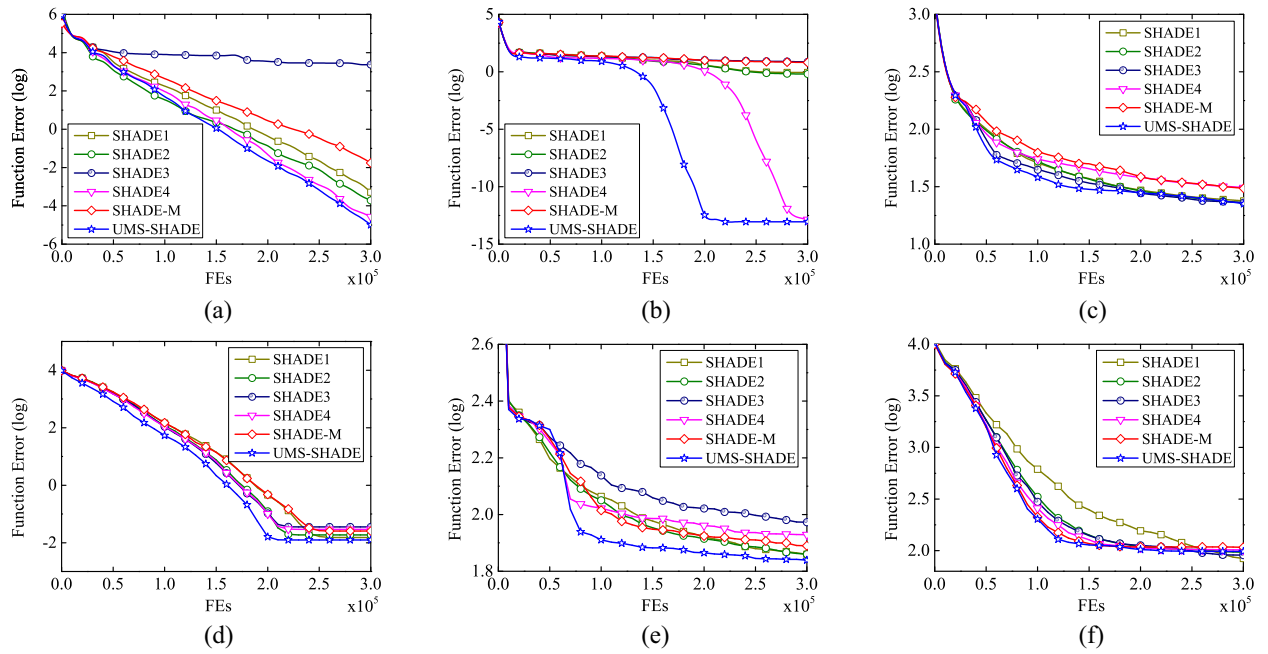 Function Error (log)
6
4
2
0
-2
-4
-6
SHADE1
SHADE2
SHADE3
SHADE4
SHADE-M
UMS-SHADE
0.0
0.5
1.0
1.5
2.0
2.5
3.0
FEs
x10^5
(a)
Function Error (log)
5
0
-5
-10
-15
SHADE1
SHADE2
SHADE3
SHADE4
SHADE-M
UMS-SHADE
0.0
0.5
1.0
1.5
2.0
2.5
3.0
FEs
x10^5
(b)
Function Error (log)
3.0
2.5
2.0
1.5
1.0
SHADE1
SHADE2
SHADE3
SHADE4
SHADE-M
UMS-SHADE
0.0
0.5
1.0
1.5
2.0
2.5
3.0
FEs
x10^5
(c)
Function Error (log)
4
2
0
-2
SHADE1
SHADE2
SHADE3
SHADE4
SHADE-M
UMS-SHADE
0.0
0.5
1.0
1.5
2.0
2.5
3.0
FEs
x10^5
(d)
Function Error (log)
2.6
2.4
2.2
2.0
1.8
SHADE1
SHADE2
SHADE3
SHADE4
SHADE-M
UMS-SHADE
0.0
0.5
1.0
1.5
2.0
2.5
3.0
FEs
x10^5
(e)
Function Error (log)
4.0
3.5
3.0
2.5
2.0
SHADE1
SHADE2
SHADE3
SHADE4
SHADE-M
UMS-SHADE
0.0
0.5
1.0
1.5
2.0
2.5
3.0
FEs
x10^5
(f)